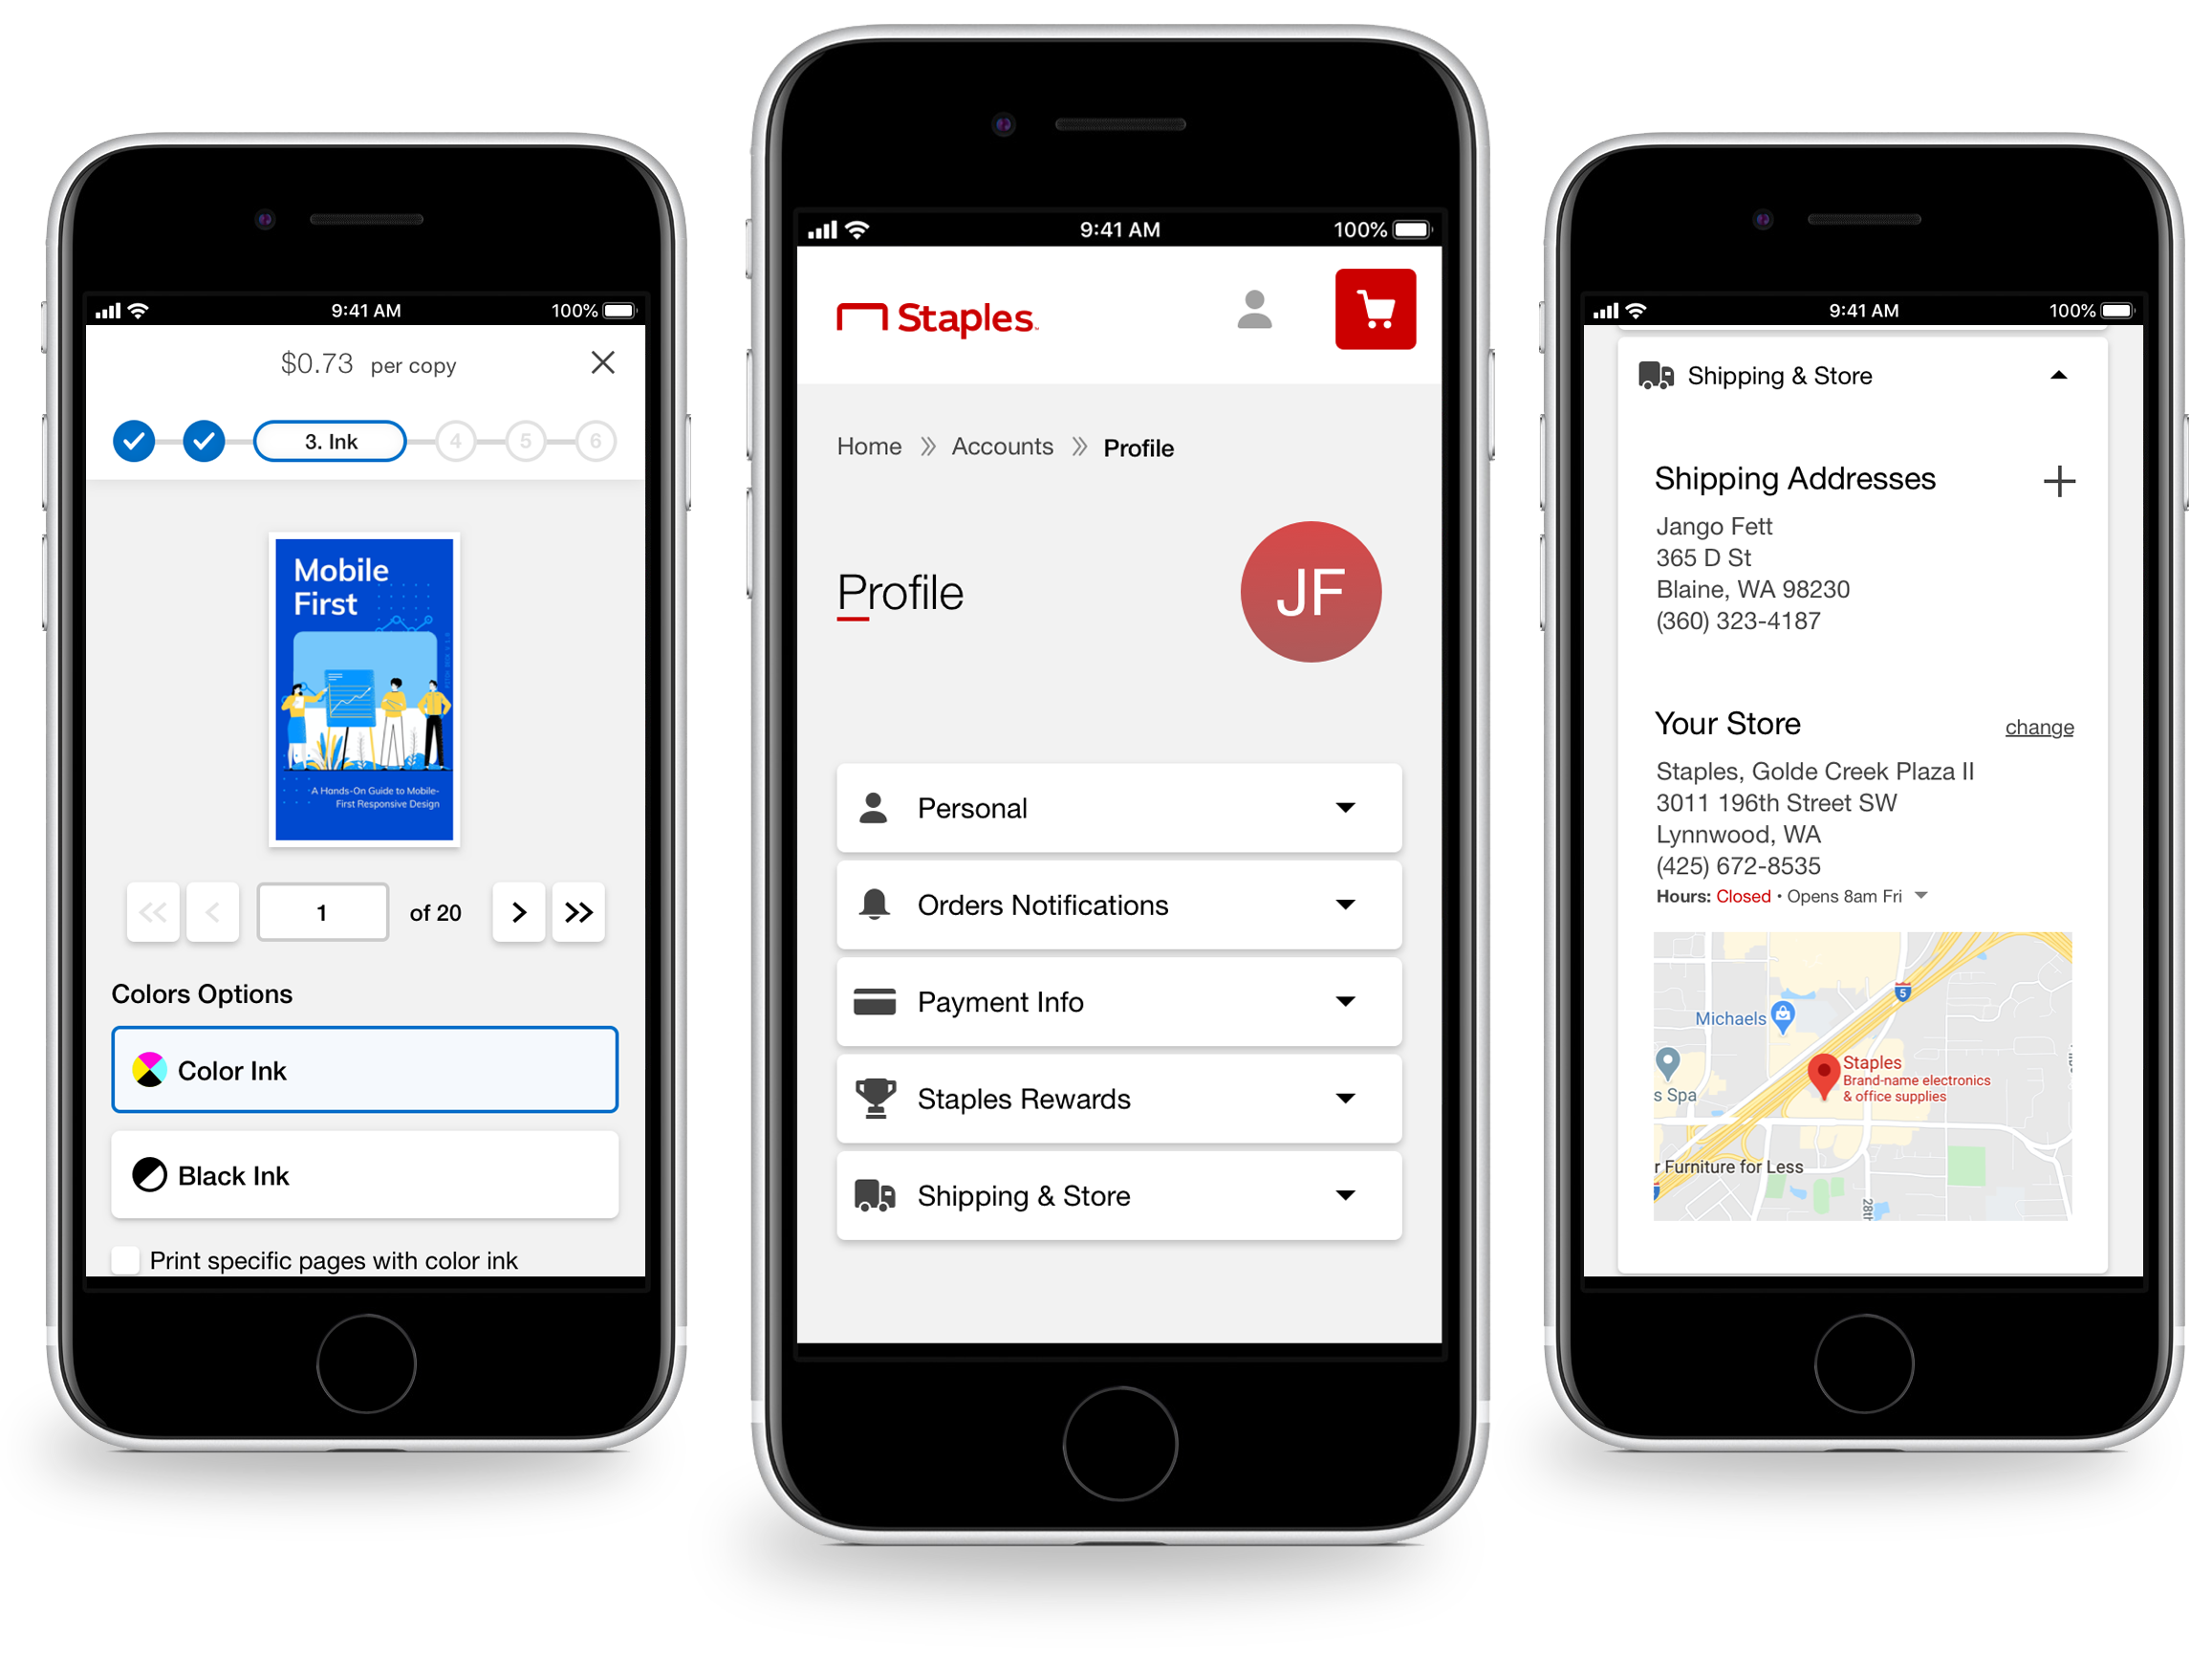 9:41 AM
100%
$0.73 per copy
3. Ink
4
5
6
Mobile
First
A Hands-On Guide to Mobile-
First Responsive Design
1
of 20
Colors Options
Color Ink
Black Ink
Print specific pages with color ink
9:41 AM
100%
Staples
Home » Accounts » Profile
Profile
JF
Personal
Orders Notifications
Payment Info
Staples Rewards
Shipping & Store
9:41 AM
100%
Shipping & Store
Shipping Addresses
Jango Fett
365 D St
Blaine, WA 98230
(360) 323-4187
Your Store
change
Staples, Golde Creek Plaza II
3011 196th Street SW
Lynnwood, WA
(425) 672-8535
Hours: Closed • Opens 8am Fri
5
Michaels
Staples
Brand-name electronics
& office supplies
s Spa
r Furniture for Less
28th